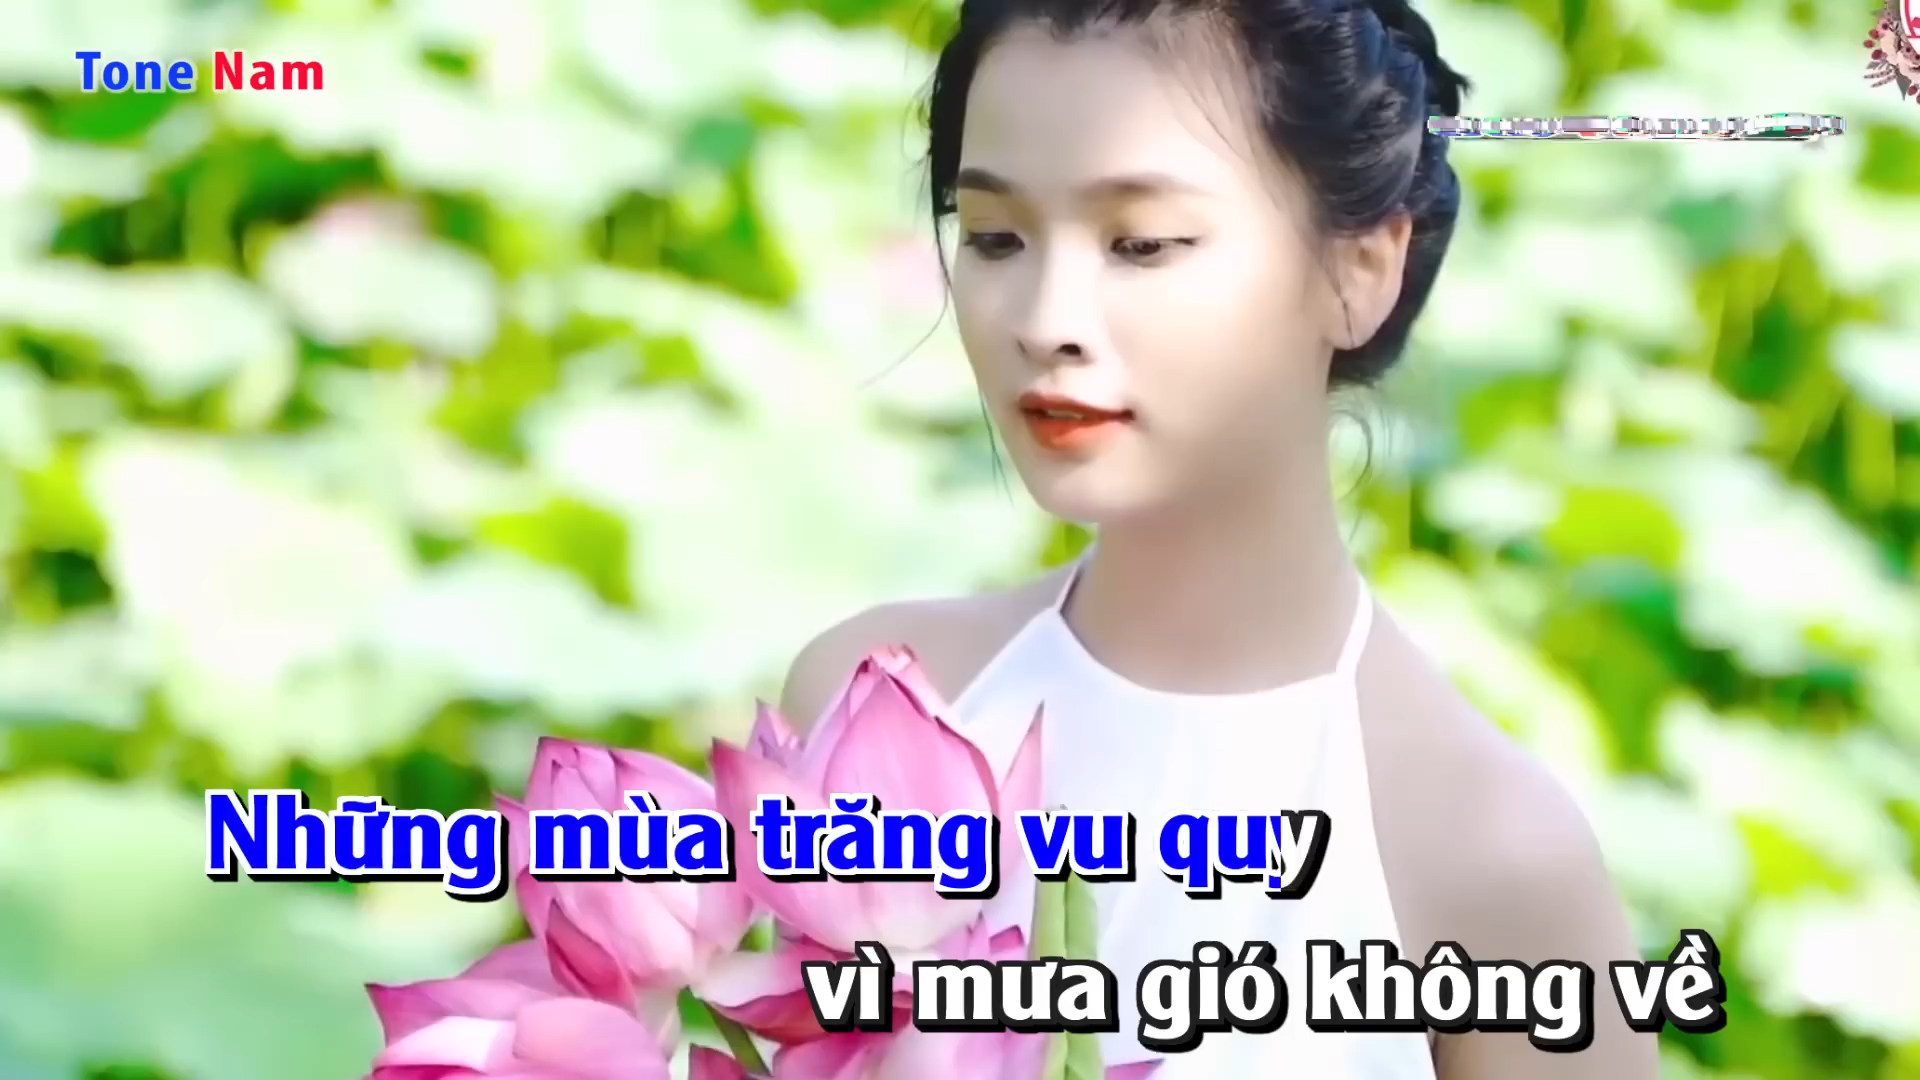 Tone Nam
Những mùa trăng vu quy
vì mưa gió không về